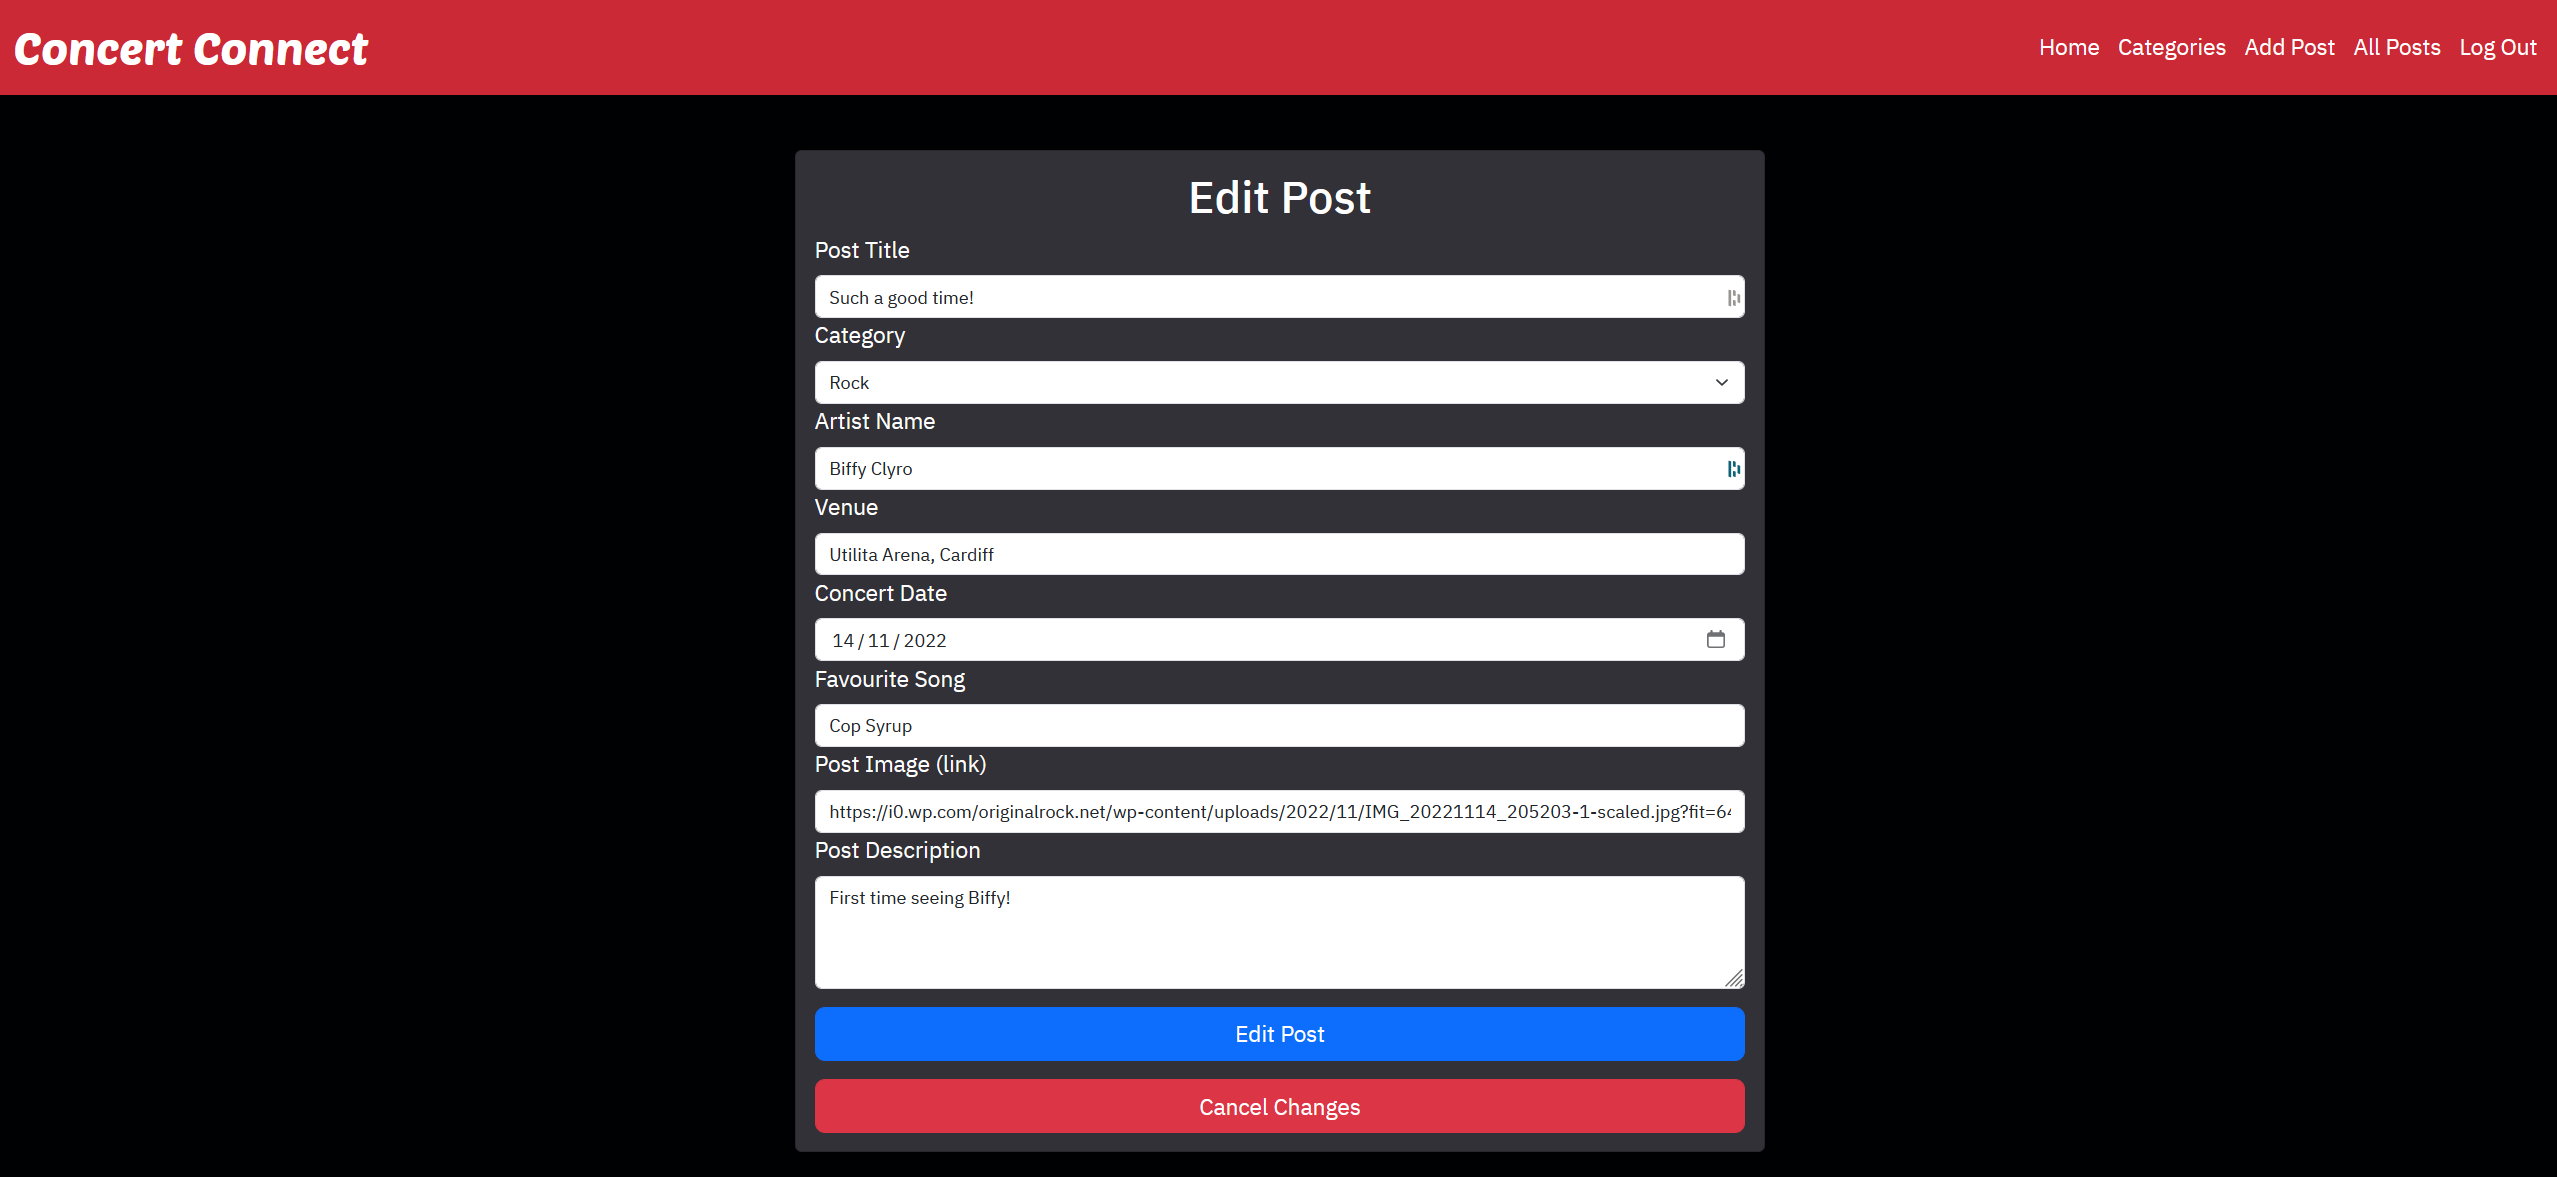 Concert Connect
Home Categories Add Post All Posts Log Out
Edit Post
Post Title
Such a good time!
Category
Rock
Artist Name
Biffy Clyro
Venue
Utilita Arena, Cardiff
Concert Date
14/11/2022
Favourite Song
Cop Syrup
Post Image (link)
https://i0.wp.com/originalrock.net/wp-content/uploads/2022/11/IMG_20221114_205203-1-scaled.jpg?fit=64
Post Description
First time seeing Biffy!
Edit Post
Cancel Changes